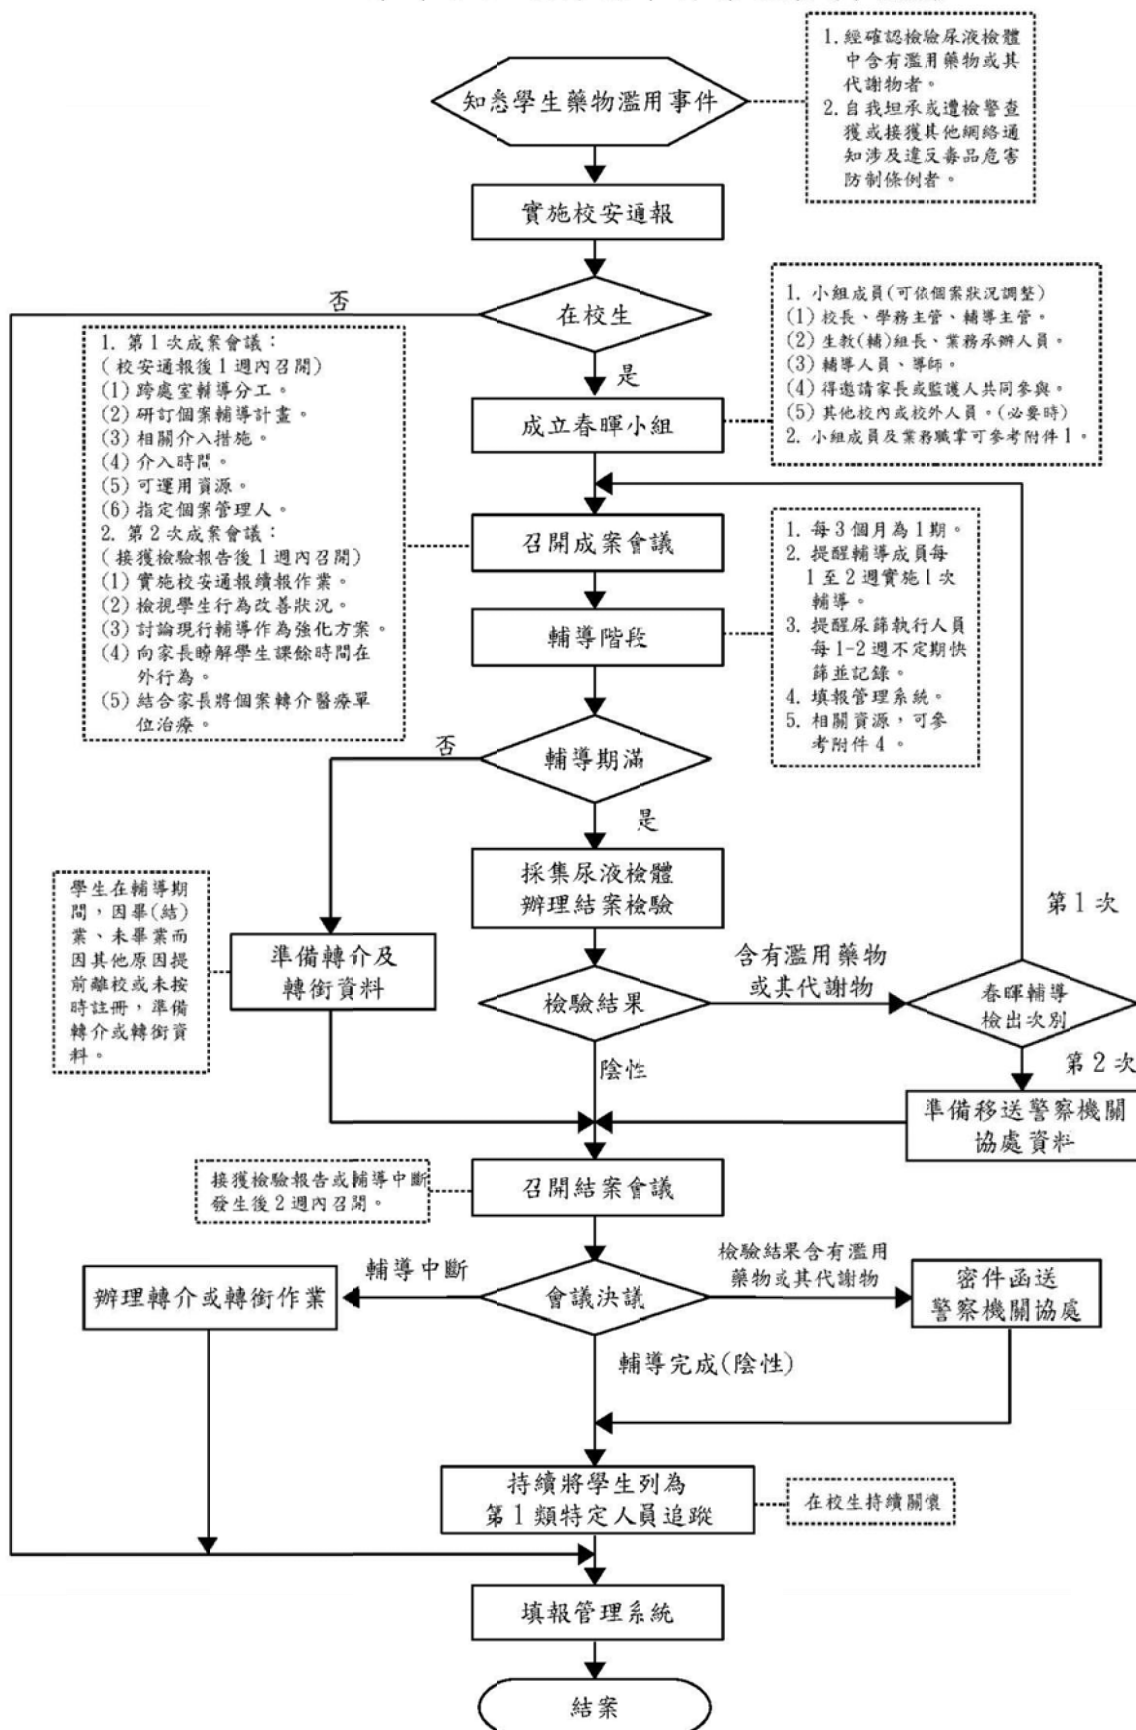 知悉學生藥物濫用事件
1. 經確認檢驗尿液檢體
中含有濫用藥物或其
代謝物者。
2. 自我坦承或遭檢警查
獲或接獲其他網絡通
知涉及違反毒品危害
防制條例者。
實施校安通報
在校生
否
是
1. 小組成員(可依個案狀況調整)
(1) 校長、學務主管、輔導主管。
(2) 生教(輔)組長、業務承辦人員。
(3) 輔導人員、導師。
(4) 得邀請家長或監護人共同參與。
(5) 其他校內或校外人員。(必要時)
2. 小組成員及業務職掌可參考附件1。
成立春暉小組
1. 第1次成案會議：
(校安通報後1週內召開)
(1) 跨處室輔導分工。
(2) 研訂個案輔導計畫。
(3) 相關介入措施。
(4) 介入時間。
(5) 可運用資源。
(6) 指定個案管理人。
2. 第2次成案會議：
(接獲檢驗報告後1週內召開)
(1) 實施校安通報續報作業。
(2) 檢視學生行為改善狀況。
(3) 討論現行輔導作為強化方案。
(4) 向家長瞭解學生課餘時間在
外行為。
(5) 結合家長將個案轉介醫療單
位治療。
召開成案會議
輔導階段
1. 每3個月為1期。
2. 提醒輔導成員每
1至2週實施1次
輔導。
3. 提醒尿篩執行人員
每1-2週不定期快
篩並記錄。
4. 填報管理系統。
5. 相關資源，可參
考附件4。
輔導期滿
否
是
採集尿液檢體
辦理結案檢驗
學生在輔導期
間，因畢(結)
業、未畢業而
因其他原因提
前離校或未按
時註冊，準備
轉介或轉銜資
料。
準備轉介及
轉銜資料
檢驗結果
含有濫用藥物
或其代謝物
第1次
春暉輔導
檢出次別
陰性
第2次
準備移送警察機關
協處資料
接獲檢驗報告或輔導中斷
發生後2週內召開。
召開結案會議
會議決議
輔導中斷
辦理轉介或轉銜作業
檢驗結果含有濫用
藥物或其代謝物
密件函送
警察機關協處
輔導完成(陰性)
持續將學生列為
第1類特定人員追蹤
在校生持續關懷
填報管理系統
結案